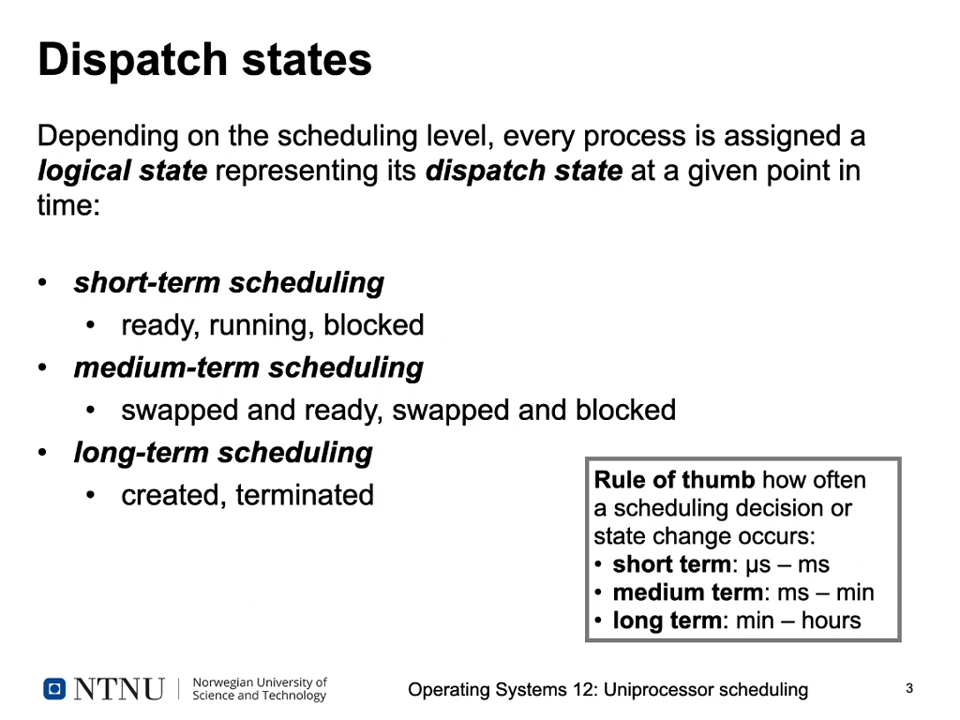 Dispatch states
Depending on the scheduling level, every process is assigned a
logical state representing its dispatch state at a given point in
time:
• short-term scheduling
• ready, running, blocked
• medium-term scheduling
• swapped and ready, swapped and blocked
• long-term scheduling
• created, terminated
Rule of thumb how often
a scheduling decision or
state change occurs:
• short term: µs – ms
• medium term: ms – min
• long term: min – hours
NTNU
Norwegian University of
Science and Technology
Operating Systems 12: Uniprocessor scheduling
3